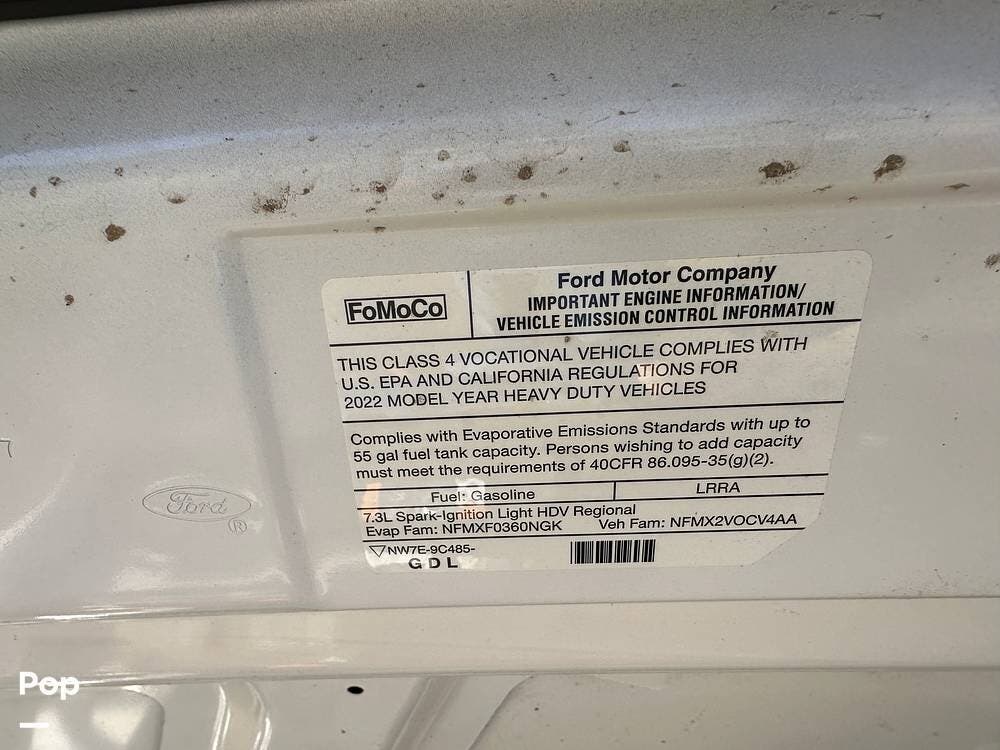 FoMoCo
Ford Motor Company
IMPORTANT ENGINE INFORMATION/
VEHICLE EMISSION CONTROL INFORMATION
THIS CLASS 4 VOCATIONAL VEHICLE COMPLIES WITH
U.S. EPA AND CALIFORNIA REGULATIONS FOR
2022 MODEL YEAR HEAVY DUTY VEHICLES
Complies with Evaporative Emissions Standards with up to
55 gal fuel tank capacity. Persons wishing to add capacity
must meet the requirements of 40CFR 86.095-35(g)(2).
Fuel: Gasoline LRRA
7.3L Spark-Ignition Light HDV Regional
Evap Fam: NFMXF0360NGK Veh Fam: NFMX2VOCV4AA
NW7E-9C485-
GDL
Ford ®
Pop